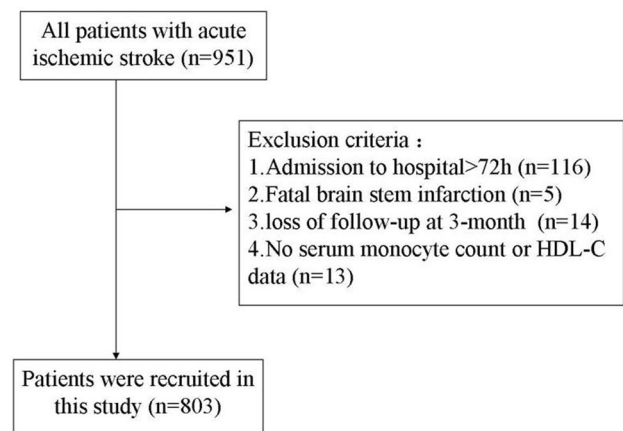 All patients with acute
ischemic stroke (n=951)
Exclusion criteria :
1.Admission to hospital>72h (n=116)
2.Fatal brain stem infarction (n=5)
3.loss of follow-up at 3-month (n=14)
4.No serum monocyte count or HDL-C
data (n=13)
Patients were recruited in
this study (n=803)